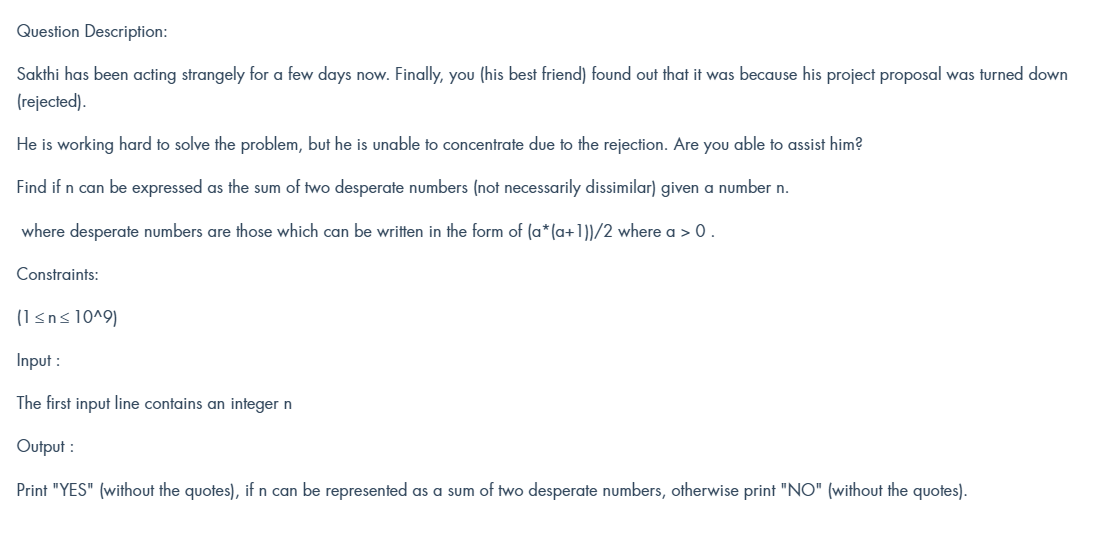 Question Description:
Sakthi has been acting strangely for a few days now. Finally, you (his best friend) found out that it was because his project proposal was turned down
(rejected).
He is working hard to solve the problem, but he is unable to concentrate due to the rejection. Are you able to assist him?
Find if n can be expressed as the sum of two desperate numbers (not necessarily dissimilar) given a number n.
where desperate numbers are those which can be written in the form of (a*(a+1))/2 where a > 0 .
Constraints:
(1 ≤ n ≤ 10^9)
Input :
The first input line contains an integer n
Output :
Print "YES" (without the quotes), if n can be represented as a sum of two desperate numbers, otherwise print "NO" (without the quotes).